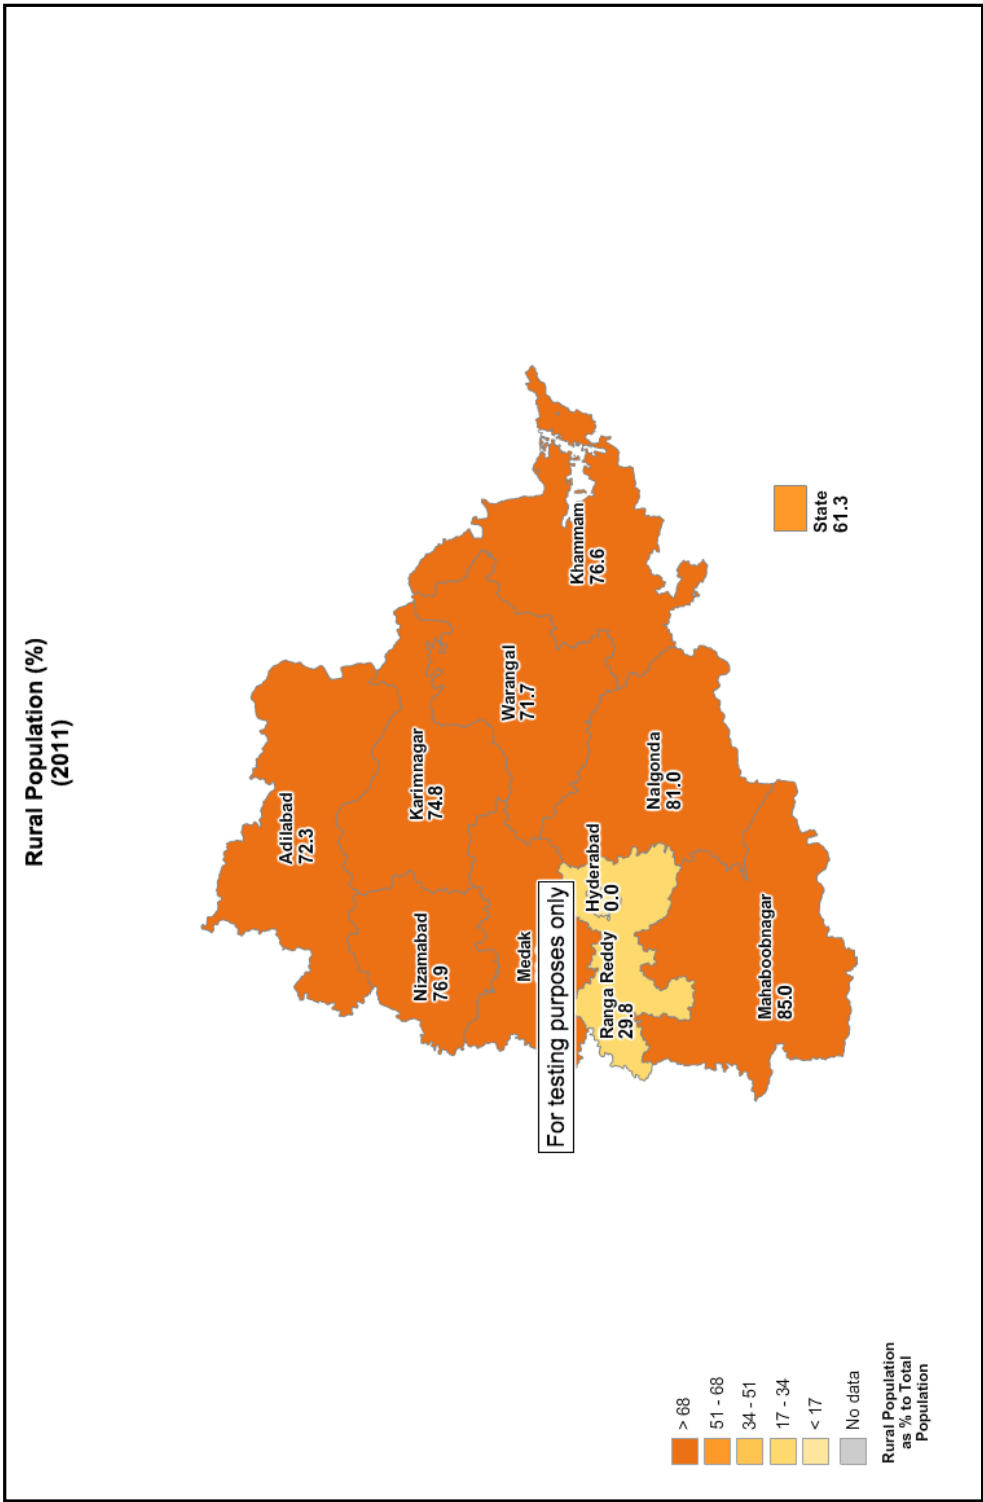 Rural Population (%)
(2011)
Adilabad
72.3
Nizamabad
76.9
Karimnagar
74.8
Medak
Warangal
71.7
Khammam
76.6
For testing purposes only
Hyderabad
0.0
Ranga Reddy
29.8
Nalgonda
81.0
Mahaboobnagar
85.0
State
61.3
> 68
51 - 68
34 - 51
17 - 34
< 17
No data
Rural Population
as % to Total
Population